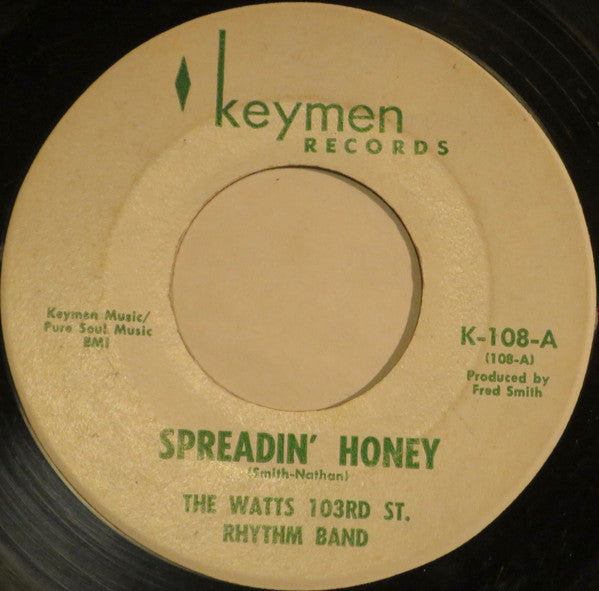 keymen
RECORDS
Keymen Music/
Pure Soul Music
BMI
K-108-A
(108-A)
Produced by
Fred Smith
SPREADIN' HONEY
(Smith-Nathan)
THE WATTS 103RD ST.
RHYTHM BAND